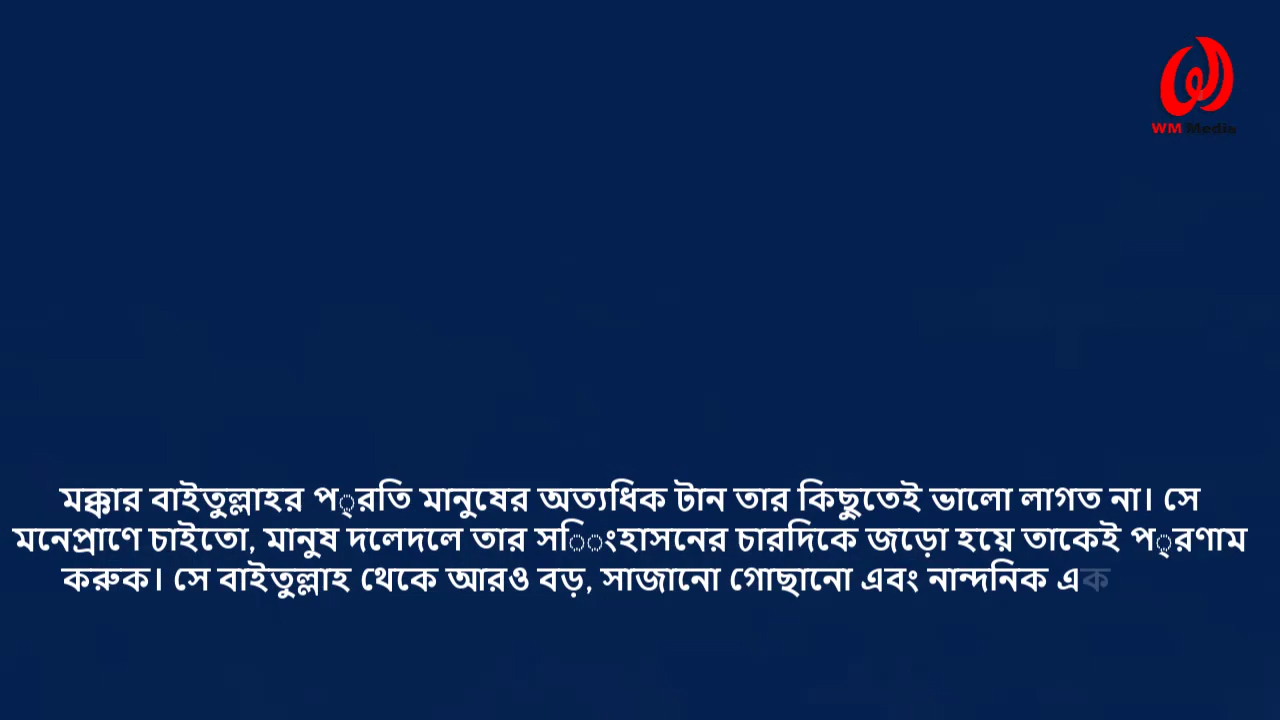 WM Media
মক্কার বাইতুল্লাহর প্রতি মানুষের অত্যধিক টান তার কিছুতেই ভালো লাগত না। সে
মনেপ্রাণে চাইতো, মানুষ দলেদলে তার সিংহাসনের চারদিকে জড়ো হয়ে তাকেই প্রণাম
করুক। সে বাইতুল্লাহ থেকে আরও বড়, সাজানো গোছানো এবং নান্দনিক এক